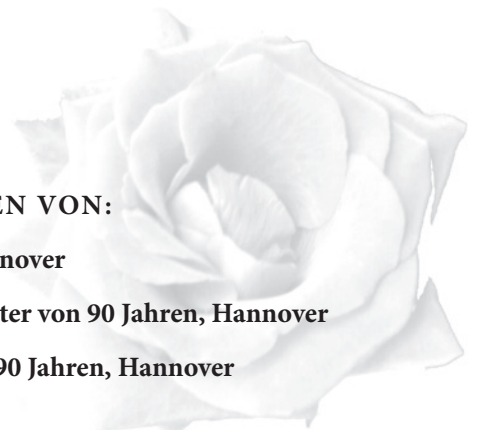 EN VON:
nover
ter von 90 Jahren, Hannover
90 Jahren, Hannover